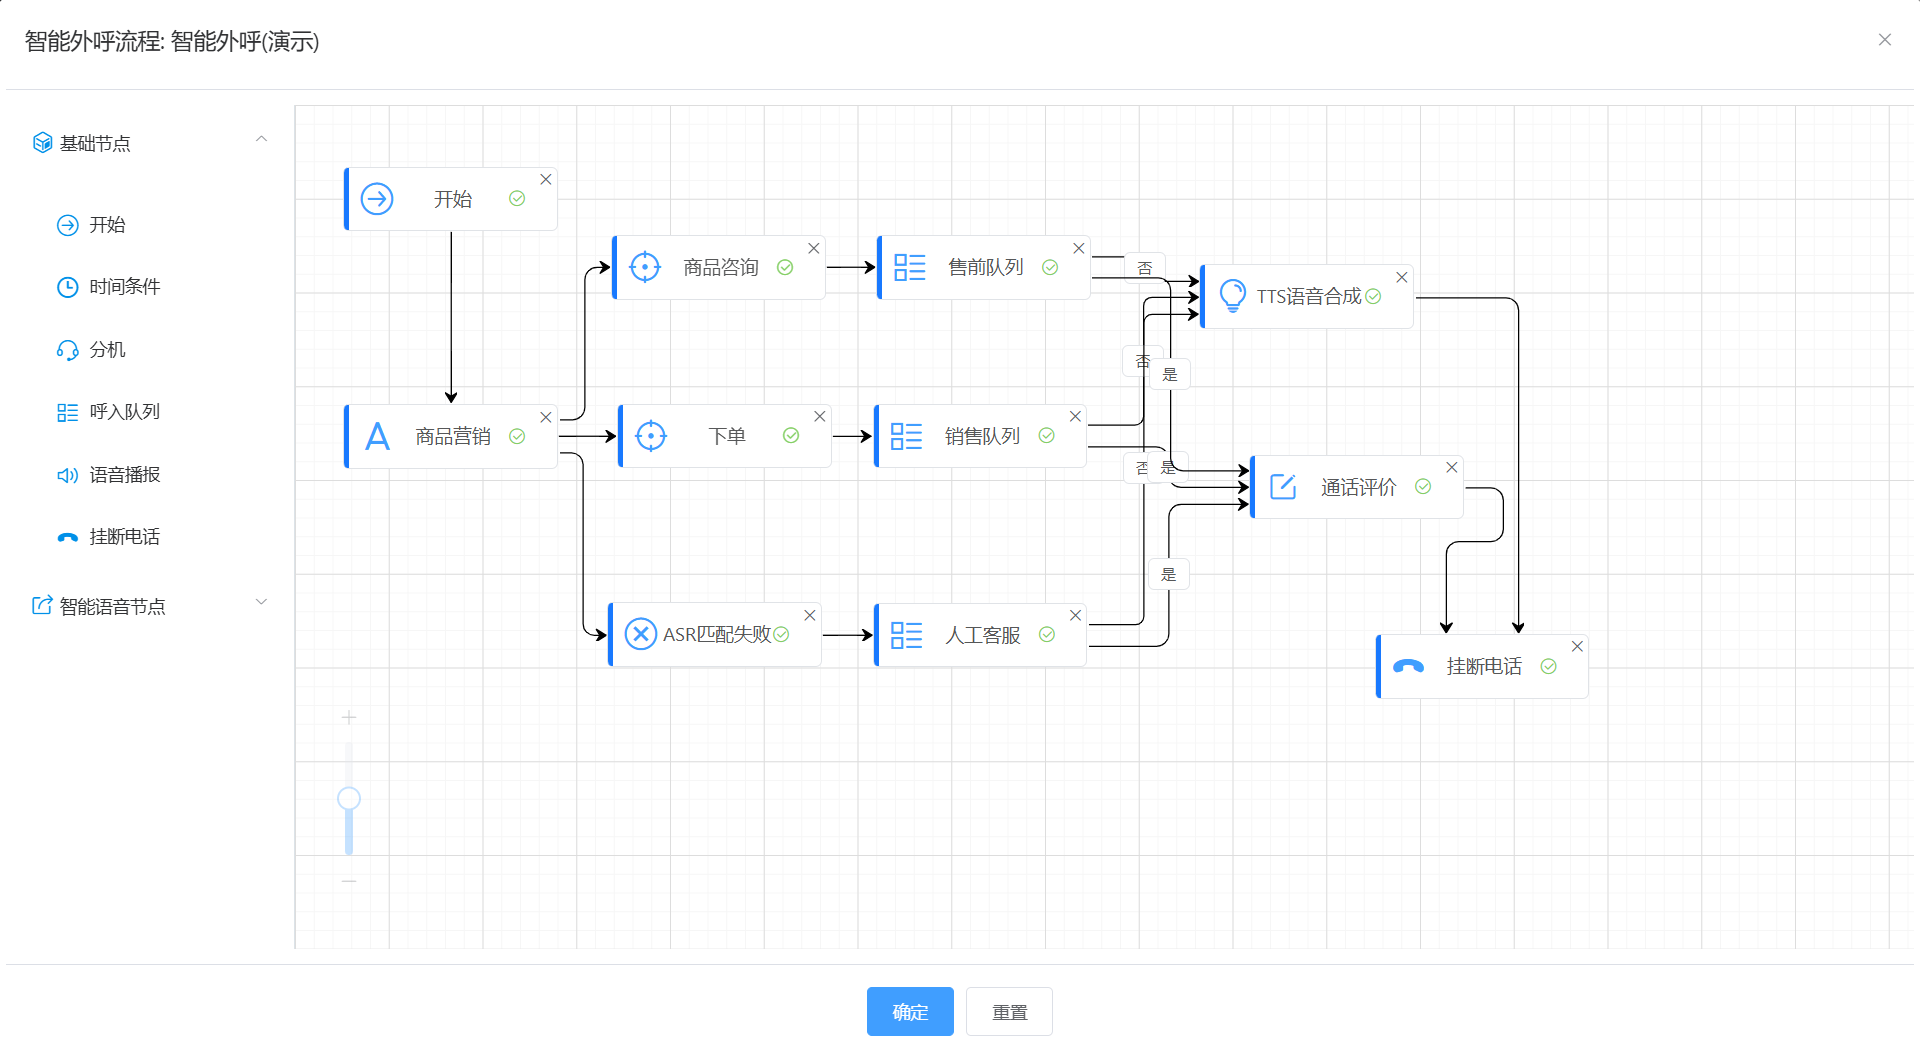 智能外呼流程: 智能外呼(演示)
基础节点
开始
时间条件
分机
呼入队列
语音播报
挂断电话
智能语音节点
开始
商品咨询
售前队列
否
TTS语音合成
否
是
商品营销
下单
销售队列
否
是
通话评价
是
ASR匹配失败
人工客服
挂断电话
确定
重置